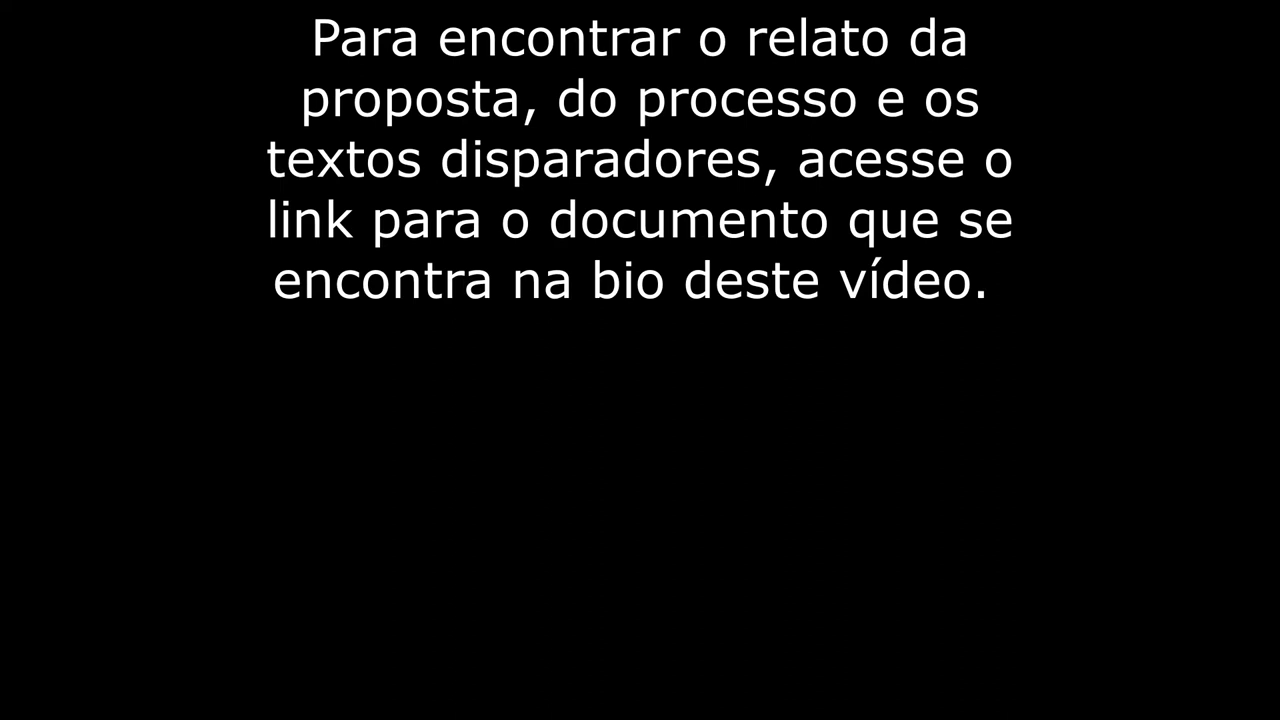 Para encontrar o relato da
proposta, do processo e os
textos disparadores, acesse o
link para o documento que se
encontra na bio deste vídeo.